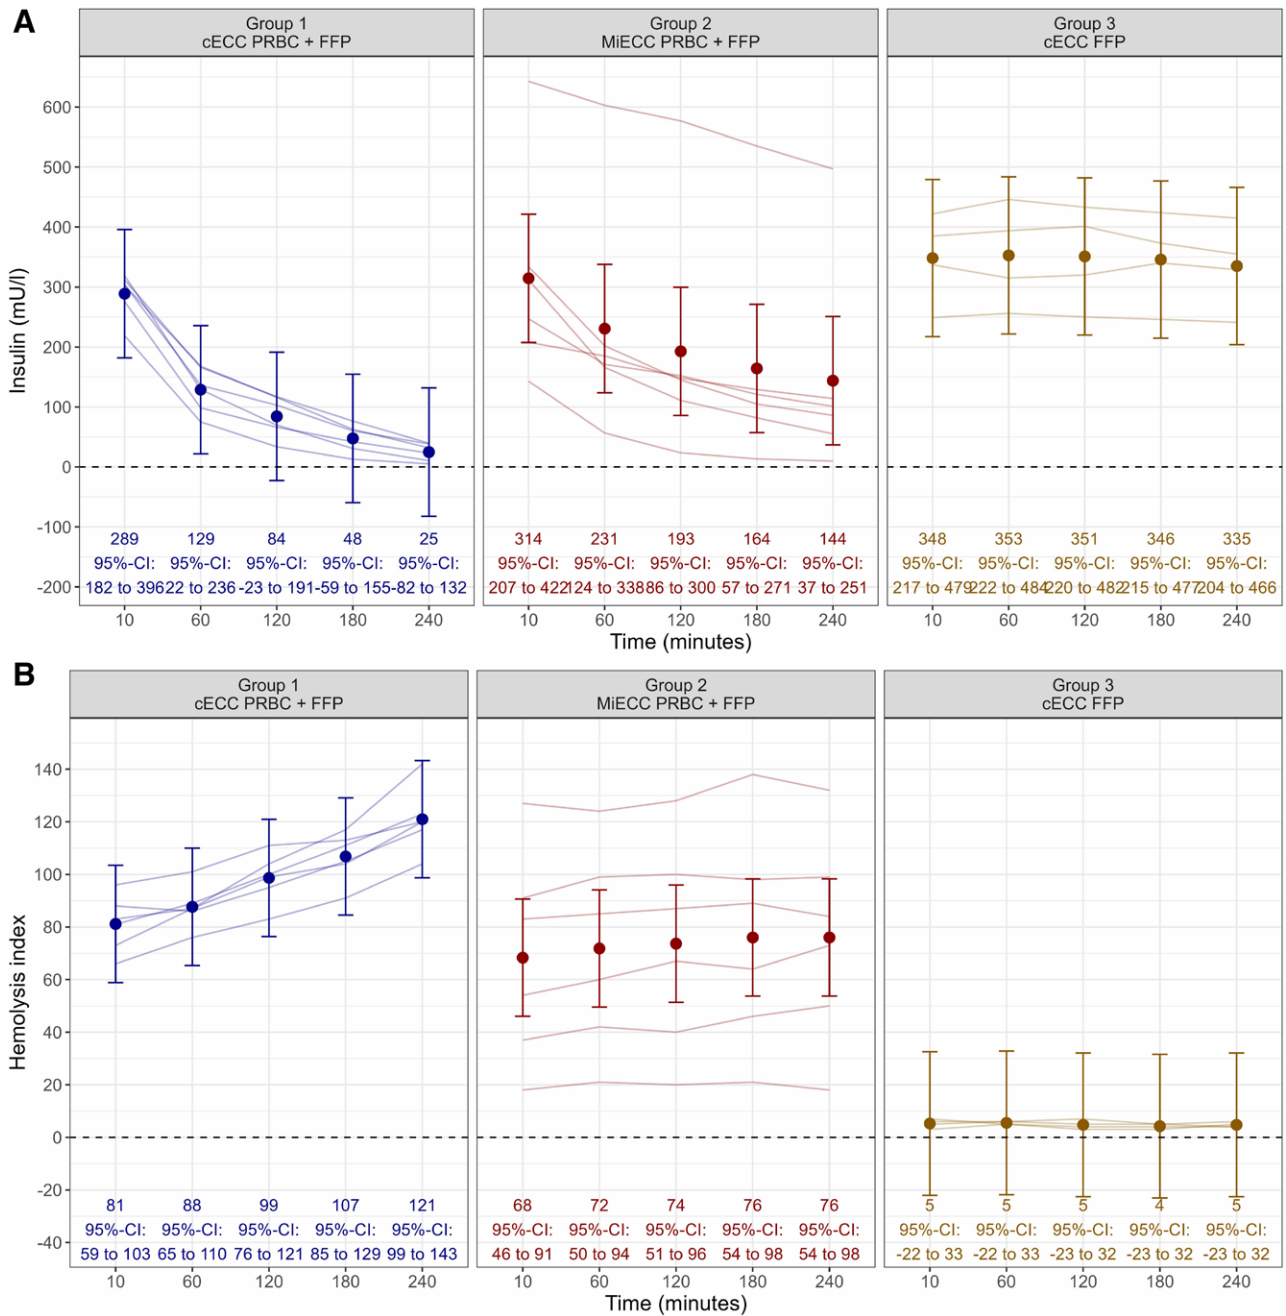 A
Group 1
cECC PRBC + FFP
Group 2
MiECC PRBC + FFP
Group 3
cECC FFP
Insulin (mU/l)
600
500
400
300
200
100
0
-100
-200
289 129 84 48 25
95%-CI: 95%-CI: 95%-CI: 95%-CI: 95%-CI:
182 to 396 22 to 236 -23 to 191 -59 to 155 -82 to 132
314 231 193 164 144
95%-CI: 95%-CI: 95%-CI: 95%-CI: 95%-CI:
207 to 422 124 to 338 86 to 300 57 to 271 37 to 251
348 353 351 346 335
95%-CI: 95%-CI: 95%-CI: 95%-CI: 95%-CI:
217 to 479 222 to 484 220 to 482 215 to 477 204 to 466
10 60 120 180 240
10 60 120 180 240
10 60 120 180 240
Time (minutes)
B
Group 1
cECC PRBC + FFP
Group 2
MiECC PRBC + FFP
Group 3
cECC FFP
Hemolysis index
140
120
100
80
60
40
20
0
-20
-40
81 88 99 107 121
95%-CI: 95%-CI: 95%-CI: 95%-CI: 95%-CI:
59 to 103 65 to 110 76 to 121 85 to 129 99 to 143
68 72 74 76 76
95%-CI: 95%-CI: 95%-CI: 95%-CI: 95%-CI:
46 to 91 50 to 94 51 to 96 54 to 98 54 to 98
5 5 5 4 5
95%-CI: 95%-CI: 95%-CI: 95%-CI: 95%-CI:
-22 to 33 -22 to 33 -23 to 32 -23 to 32 -23 to 32
10 60 120 180 240
10 60 120 180 240
10 60 120 180 240
Time (minutes)